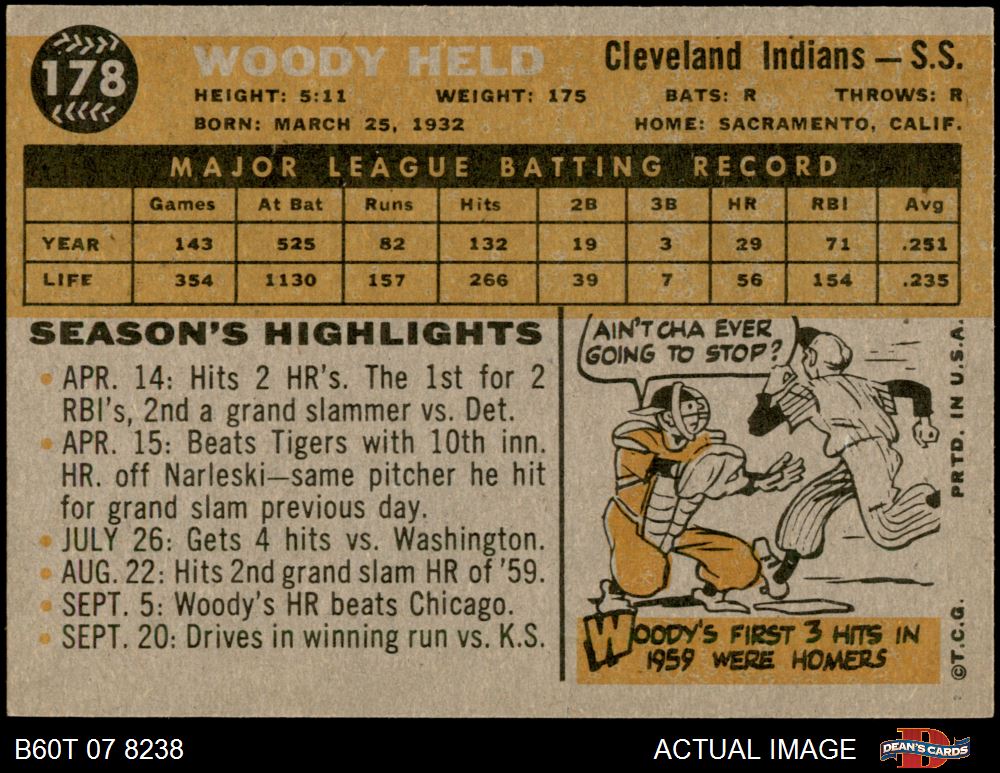 178
WOODY HELD
Cleveland Indians — S.S.
HEIGHT: 5:11 WEIGHT: 175 BATS: R THROWS: R
BORN: MARCH 25, 1932 HOME: SACRAMENTO, CALIF.
MAJOR LEAGUE BATTING RECORD
Games At Bat Runs Hits 2B 3B HR RBI Avg
YEAR 143 525 82 132 19 3 29 71 .251
LIFE 354 1130 157 266 39 7 56 154 .235
SEASON'S HIGHLIGHTS
• APR. 14: Hits 2 HR's. The 1st for 2
RBI's, 2nd a grand slammer vs. Det.
• APR. 15: Beats Tigers with 10th inn.
HR. off Narleski—same pitcher he hit
for grand slam previous day.
• JULY 26: Gets 4 hits vs. Washington.
• AUG. 22: Hits 2nd grand slam HR of '59.
• SEPT. 5: Woody's HR beats Chicago.
• SEPT. 20: Drives in winning run vs. K.S.
AIN'T CHA EVER
GOING TO STOP?
WOODY'S FIRST 3 HITS IN
1959 WERE HOMERS
©T.C.G. PRTD. IN U.S.A.
B60T 07 8238 ACTUAL IMAGE
DEAN'S CARDS